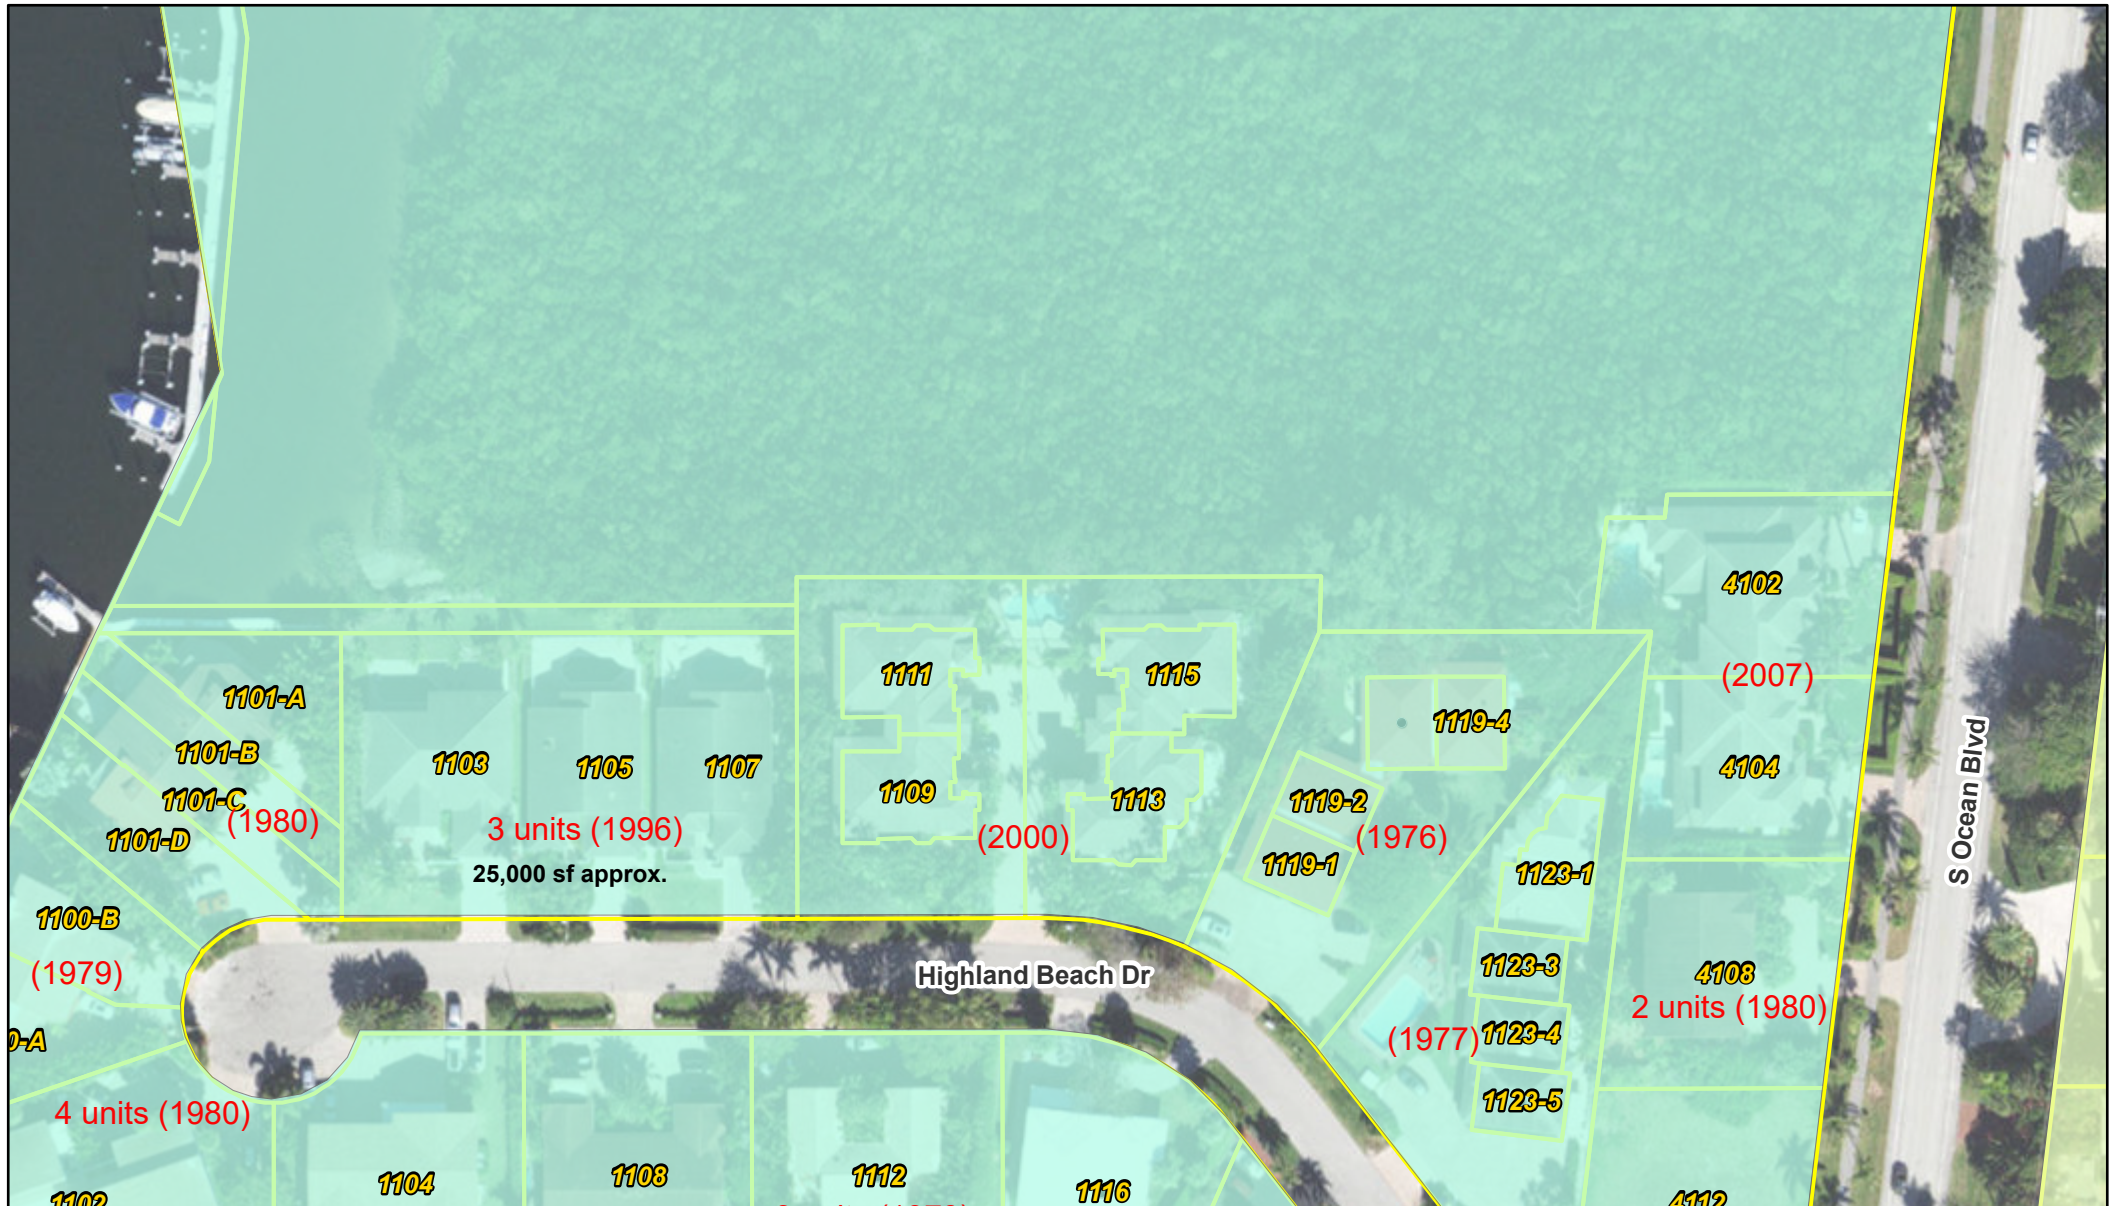 4102
(2007)
4104
S Ocean Blvd
1111
1115
1101-A
1119-4
1101-B
1103
1105
1107
1109
1113
1119-2
1101-C
(1980)
1101-D
3 units (1996)
(2000)
(1976)
25,000 sf approx.
1119-1
1123-1
1100-B
(1979)
Highland Beach Dr
1123-3
4108
2 units (1980)
0-A
(1977)
1123-4
4 units (1980)
1123-5
1102
1104
1108
1112
1116
4112